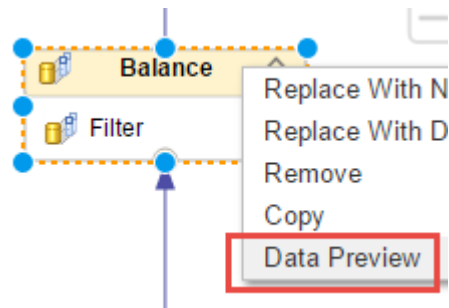 Balance
Filter
Replace With N
Replace With D
Remove
Copy
Data Preview